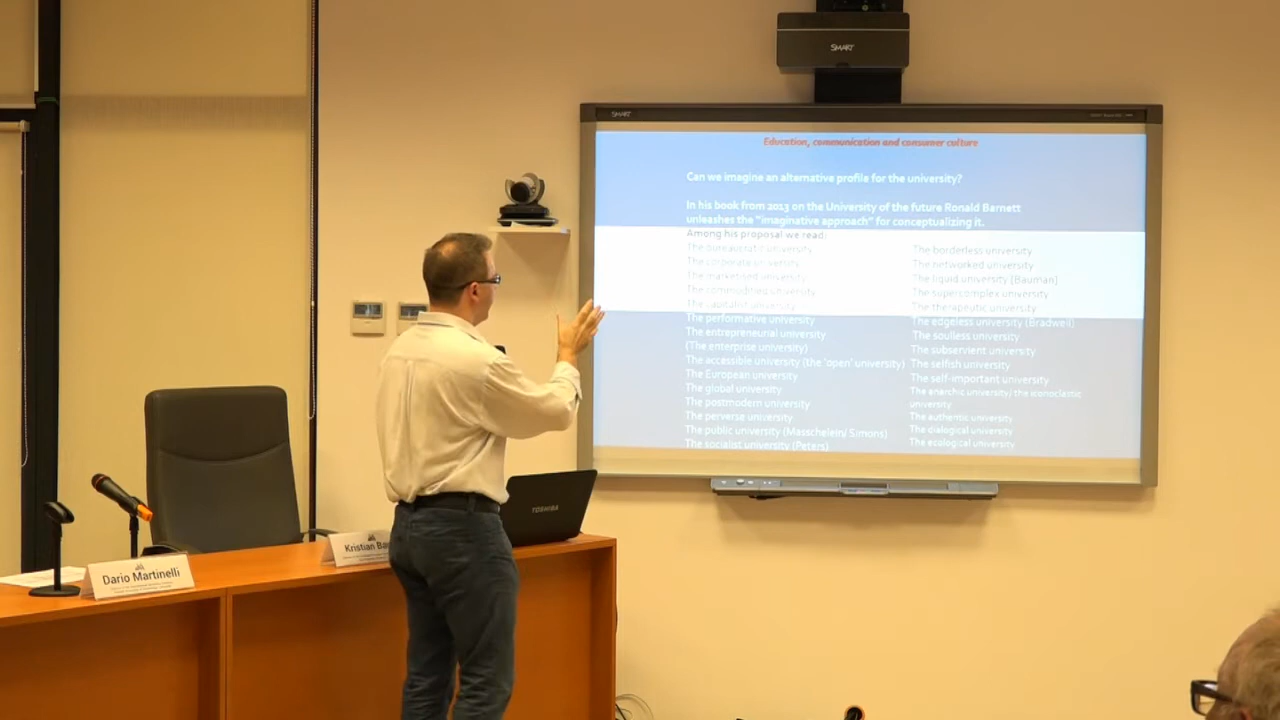 SMART
SMART
Education, communication and consumer culture
Can we imagine an alternative profile for the university?
In his book from 2013 on the University of the future Ronald Barnett
unleashes the "imaginative approach" for conceptualizing it.
Among his proposal we read:
The bureaucratic university
The corporate university
The marketised university
The commodified university
The capitalist university
The performative university
The entrepreneurial university
(The enterprise university)
The accessible university (the 'open' university)
The European university
The global university
The postmodern university
The perverse university
The public university (Masschelein/ Simons)
The socialist university (Peters)
The borderless university
The networked university
The liquid university (Bauman)
The supercomplex university
The therapeutic university
The edgeless university (Bradwell)
The soulless university
The subservient university
The selfish university
The self-important university
The anarchic university; the iconoclastic
university
The authentic university
The dialogical university
The ecological university
TOSHIBA
Kristian
Dario Martinelli